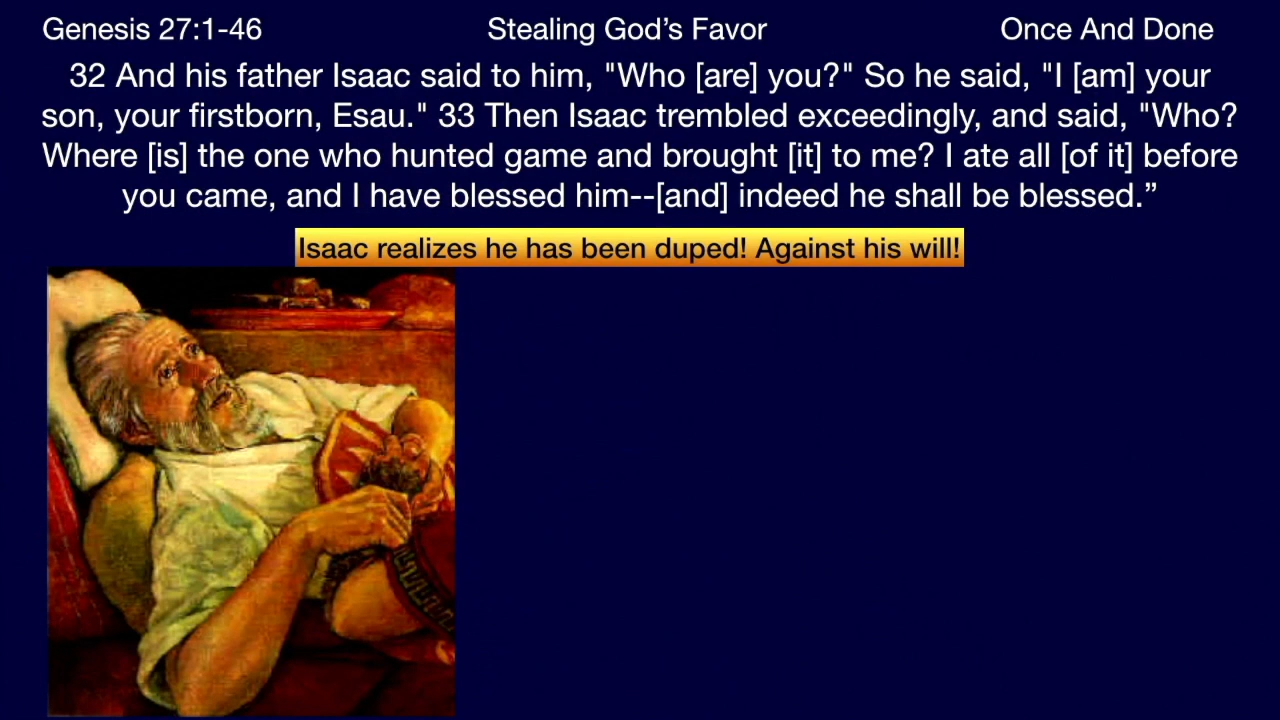 Genesis 27:1-46 Stealing God’s Favor Once And Done
32 And his father Isaac said to him, "Who [are] you?" So he said, "I [am] your
son, your firstborn, Esau." 33 Then Isaac trembled exceedingly, and said, "Who?
Where [is] the one who hunted game and brought [it] to me? I ate all [of it] before
you came, and I have blessed him--[and] indeed he shall be blessed.”
Isaac realizes he has been duped! Against his will!